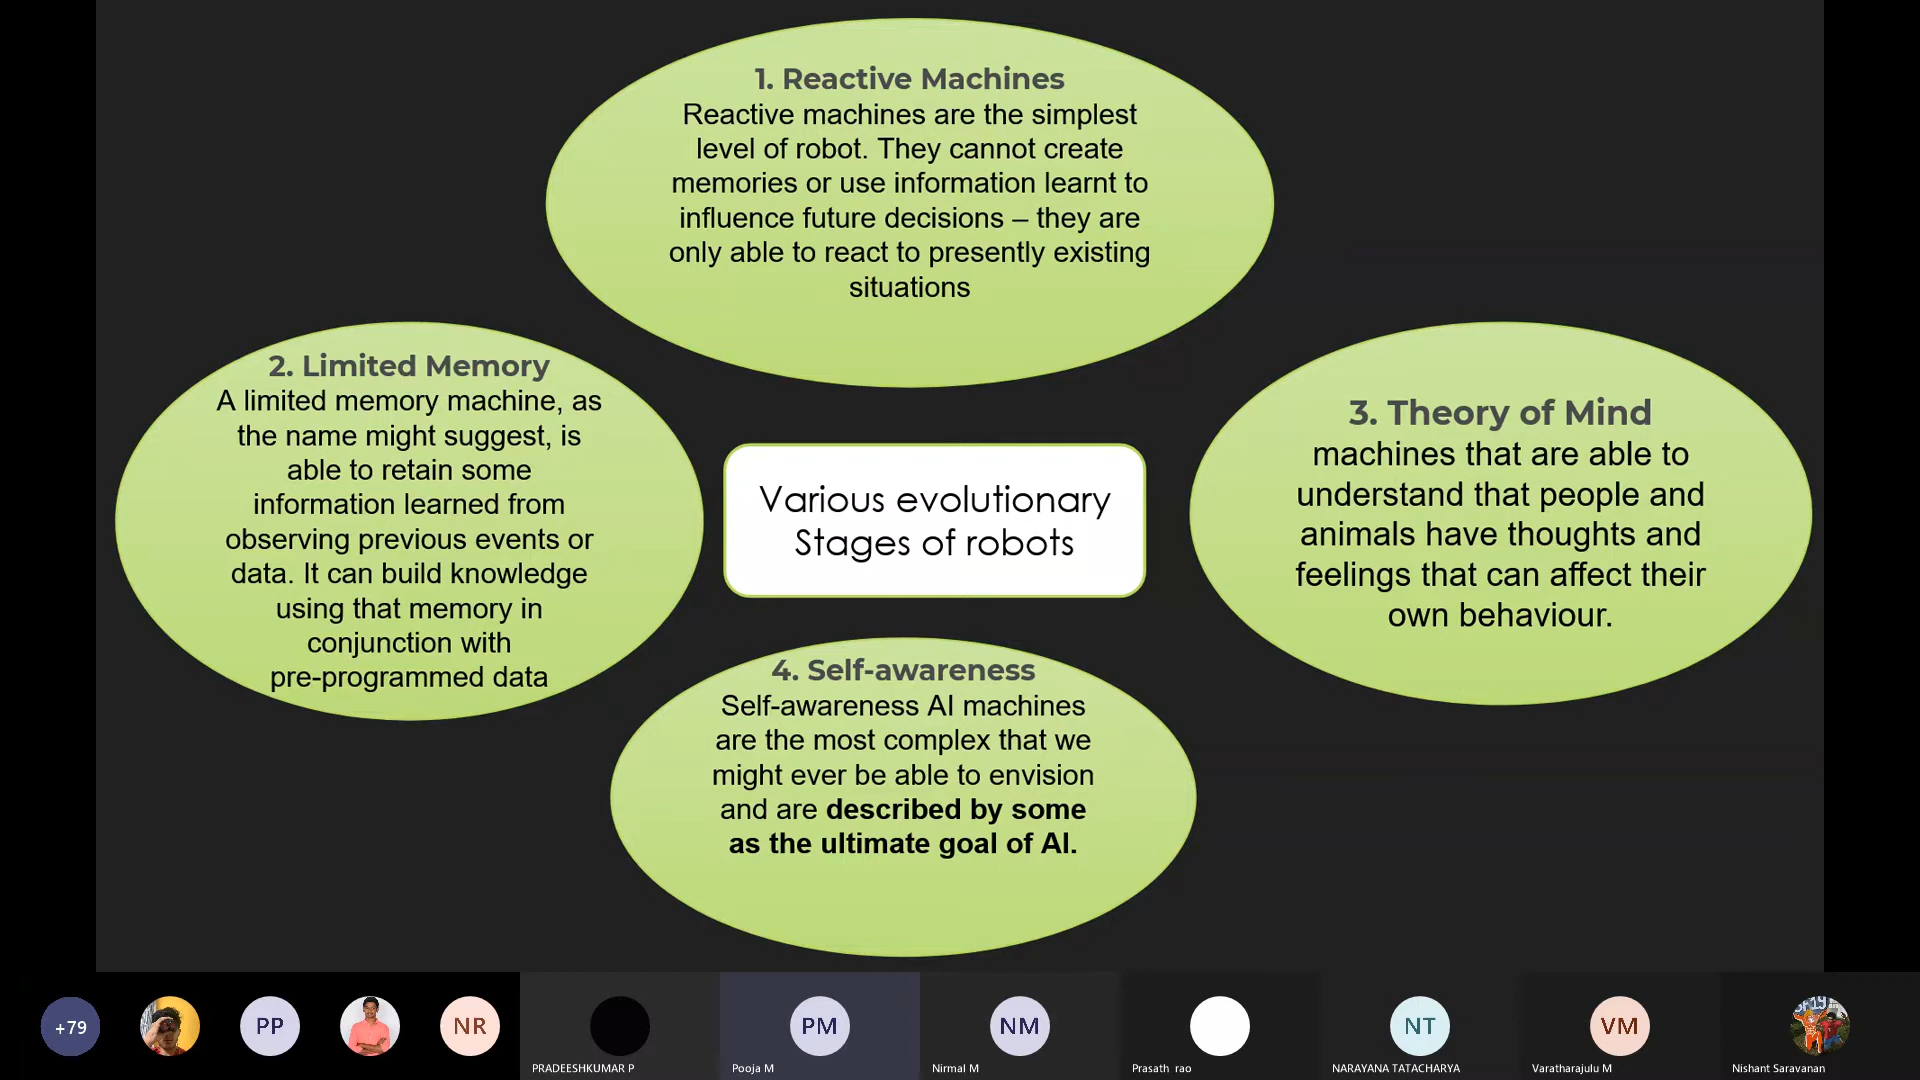 1. Reactive Machines
Reactive machines are the simplest
level of robot. They cannot create
memories or use information learnt to
influence future decisions – they are
only able to react to presently existing
situations
2. Limited Memory
A limited memory machine, as
the name might suggest, is
able to retain some
information learned from
observing previous events or
data. It can build knowledge
using that memory in
conjunction with
pre-programmed data
Various evolutionary
Stages of robots
3. Theory of Mind
machines that are able to
understand that people and
animals have thoughts and
feelings that can affect their
own behaviour.
4. Self-awareness
Self-awareness AI machines
are the most complex that we
might ever be able to envision
and are described by some
as the ultimate goal of AI.
+79
PP
NR
PM
NM
NT
VM
PRADEESHKUMAR P
Pooja M
Nirmal M
Prasath rao
NARAYANA TATACHARYA
Varatharajulu M
Nishant Saravanan